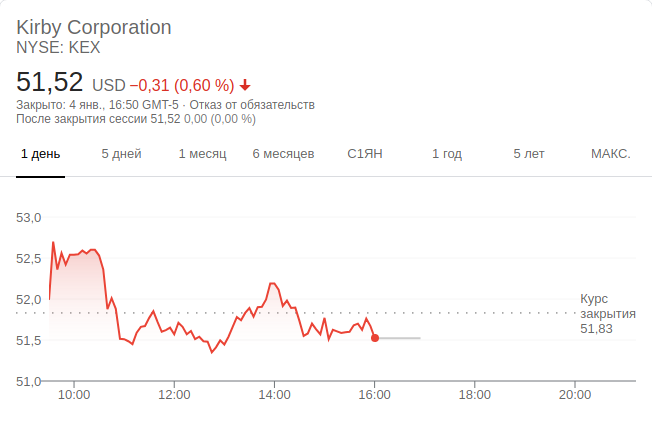 Kirby Corporation
NYSE: KEX
51,52 USD −0,31 (0,60 %)
Закрыто: 4 янв., 16:50 GMT-5 · Отказ от обязательств
После закрытия сессии 51,52 0,00 (0,00 %)
1 день 5 дней 1 месяц 6 месяцев С1ЯН 1 год 5 лет МАКС.
53,0
52,5
52,0
51,5
51,0
Курс
закрытия
51,83
10:00 12:00 14:00 16:00 18:00 20:00